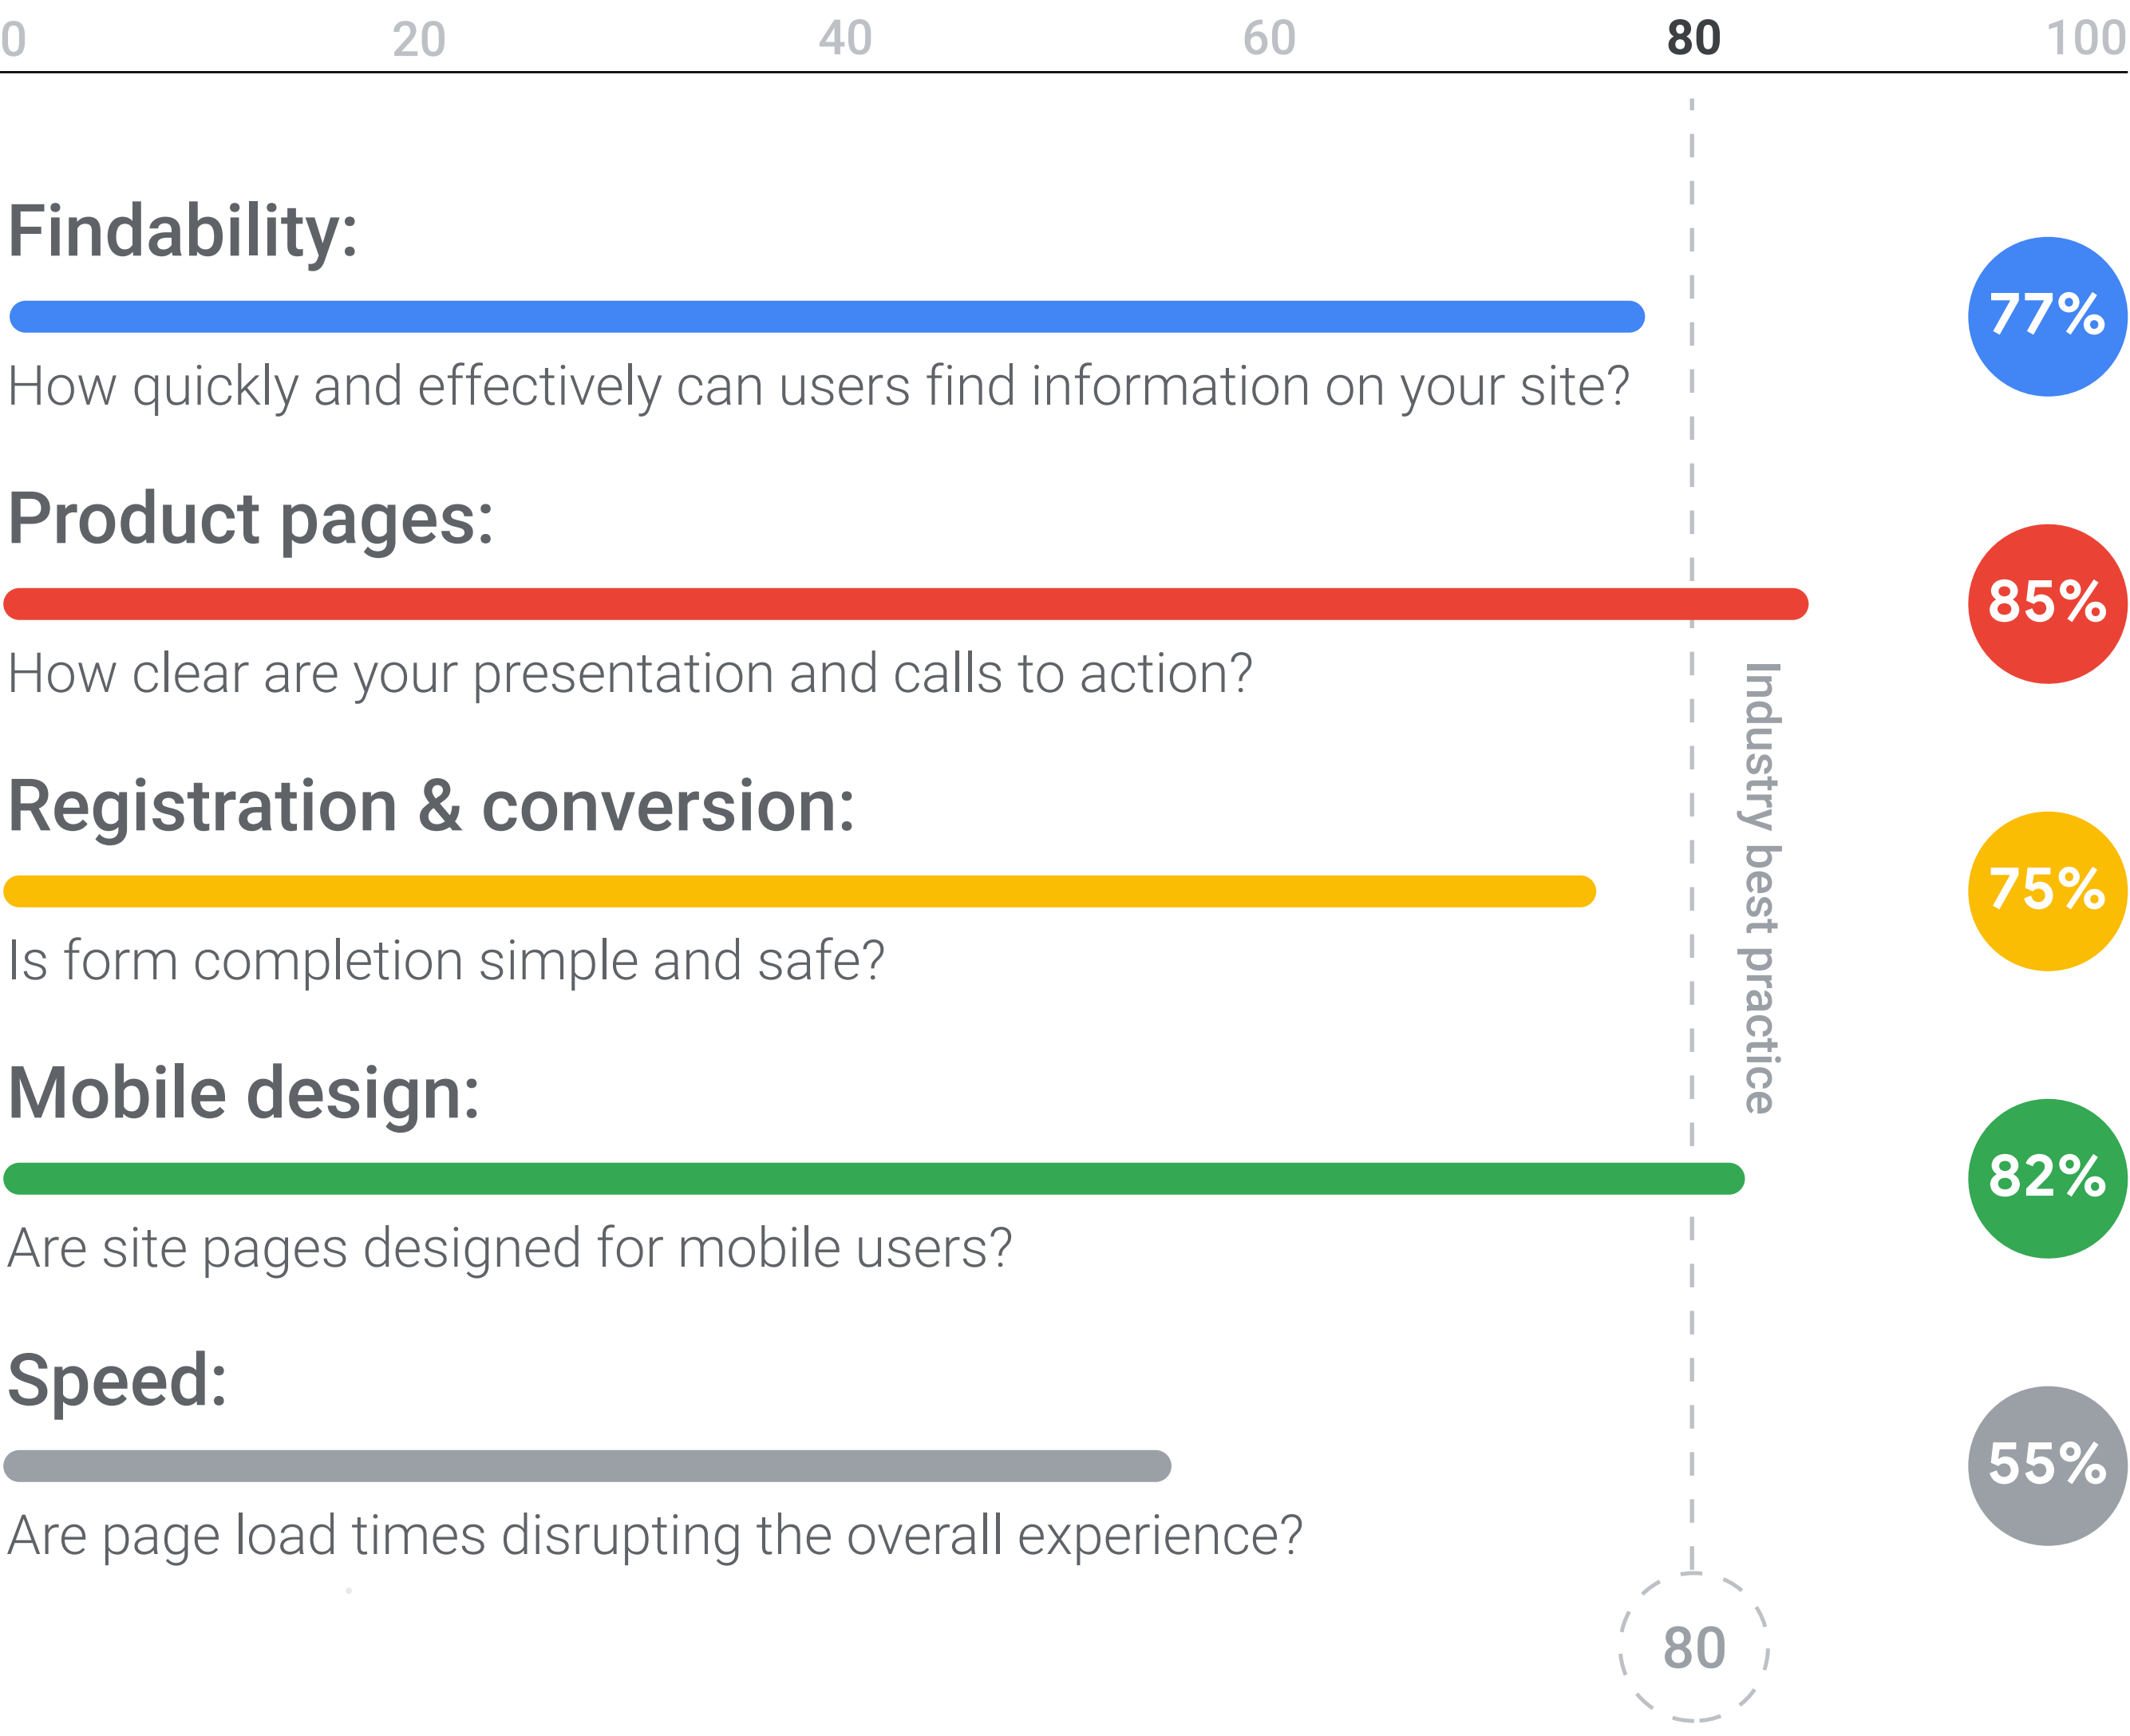 0 20 40 60 80 100
Findability:
77%
How quickly and effectively can users find information on your site?
Product pages:
85%
How clear are your presentation and calls to action?
Industry best practice
Registration & conversion:
75%
Is form completion simple and safe?
Mobile design:
82%
Are site pages designed for mobile users?
Speed:
55%
Are page load times disrupting the overall experience?
80